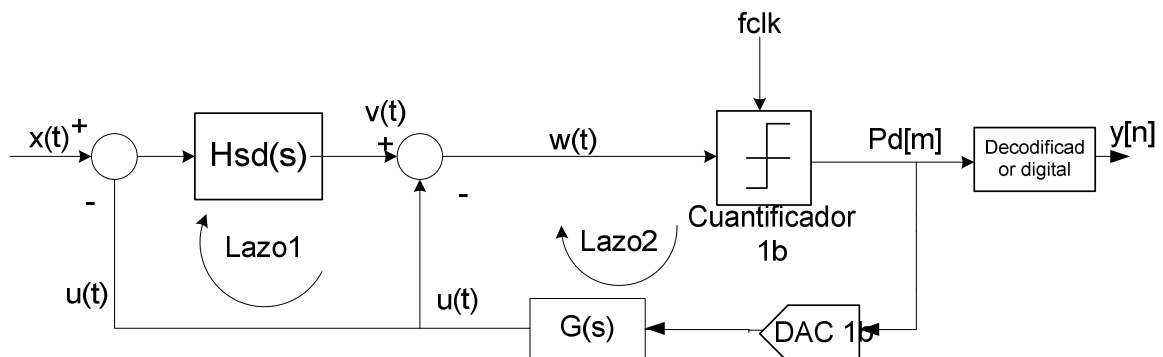 fclk
x(t)
+
Hsd(s)
v(t)
+
w(t)
Pd[m]
Decodificad
or digital
y[n]
-
-
Cuantificador
1b
Lazo1
Lazo2
u(t)
u(t)
G(s)
DAC 1b